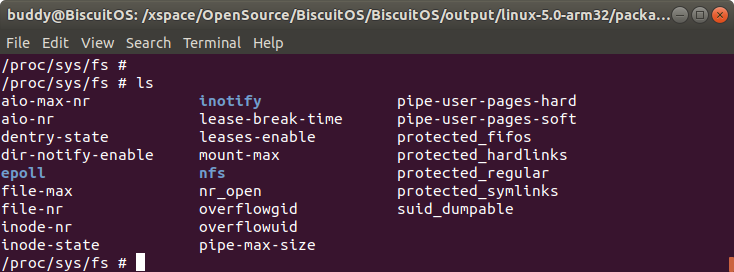 buddy@BiscuitOS: /xspace/OpenSource/BiscuitOS/BiscuitOS/output/linux-5.0-arm32/packa...
File Edit View Search Terminal Help
/proc/sys/fs #
/proc/sys/fs # ls
aio-max-nr inotify pipe-user-pages-hard
aio-nr lease-break-time pipe-user-pages-soft
dentry-state leases-enable protected_fifos
dir-notify-enable mount-max protected_hardlinks
epoll nfs protected_regular
file-max nr_open protected_symlinks
file-nr overflowgid suid_dumpable
inode-nr overflowuid
inode-state pipe-max-size
/proc/sys/fs #